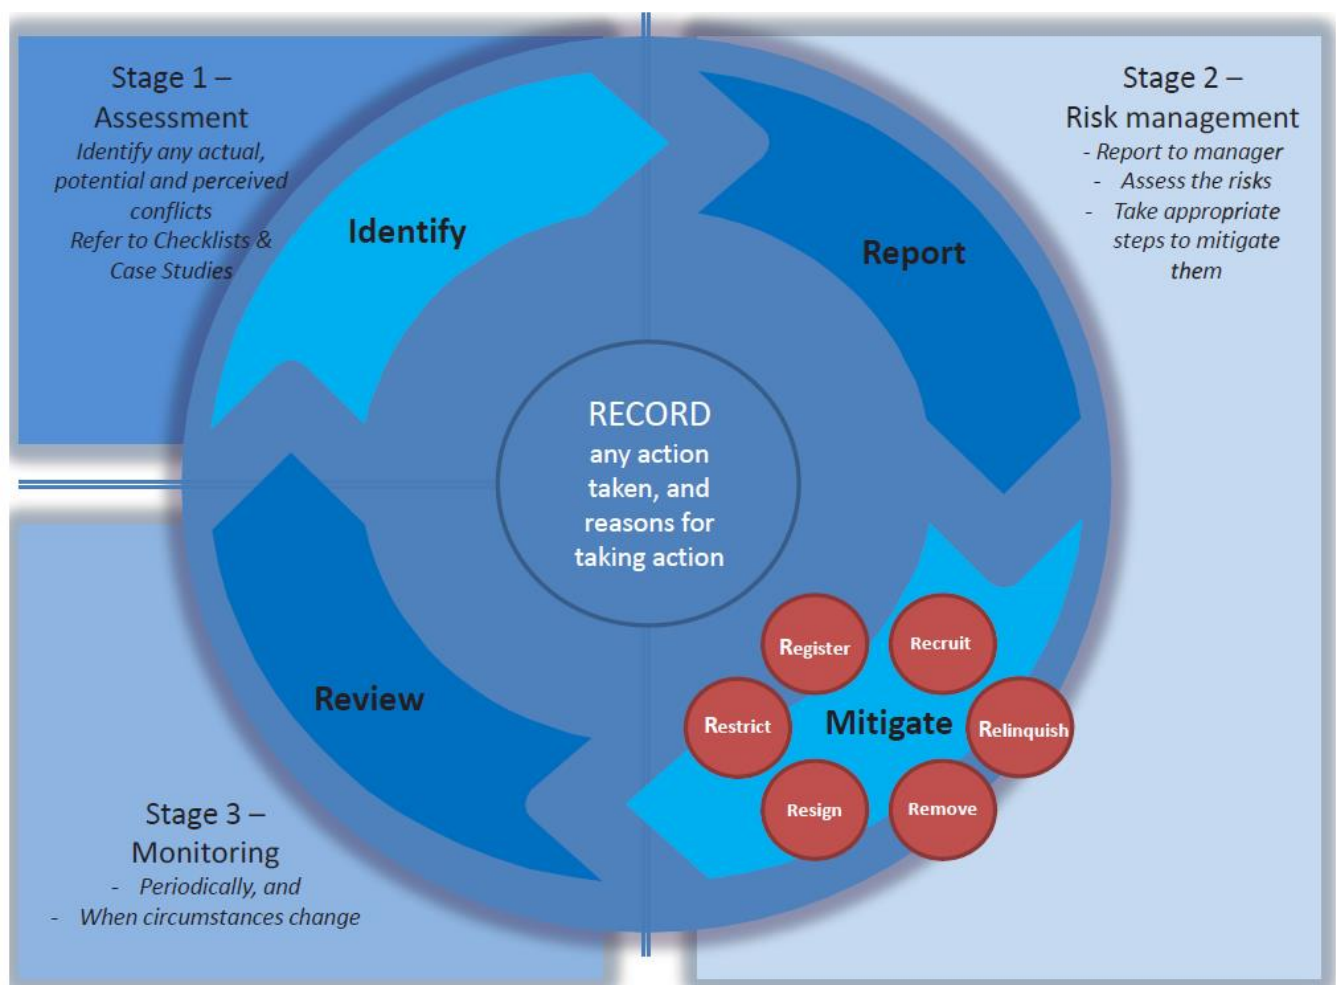 Stage 1 –
Assessment
Identify any actual,
potential and perceived
conflicts
Refer to Checklists &
Case Studies
Identify
Stage 2 –
Risk management
- Report to manager
- Assess the risks
- Take appropriate
steps to mitigate
them
Report
RECORD
any action
taken, and
reasons for
taking action
Register
Recruit
Restrict
Mitigate
Relinquish
Resign
Remove
Review
Stage 3 –
Monitoring
- Periodically, and
- When circumstances change